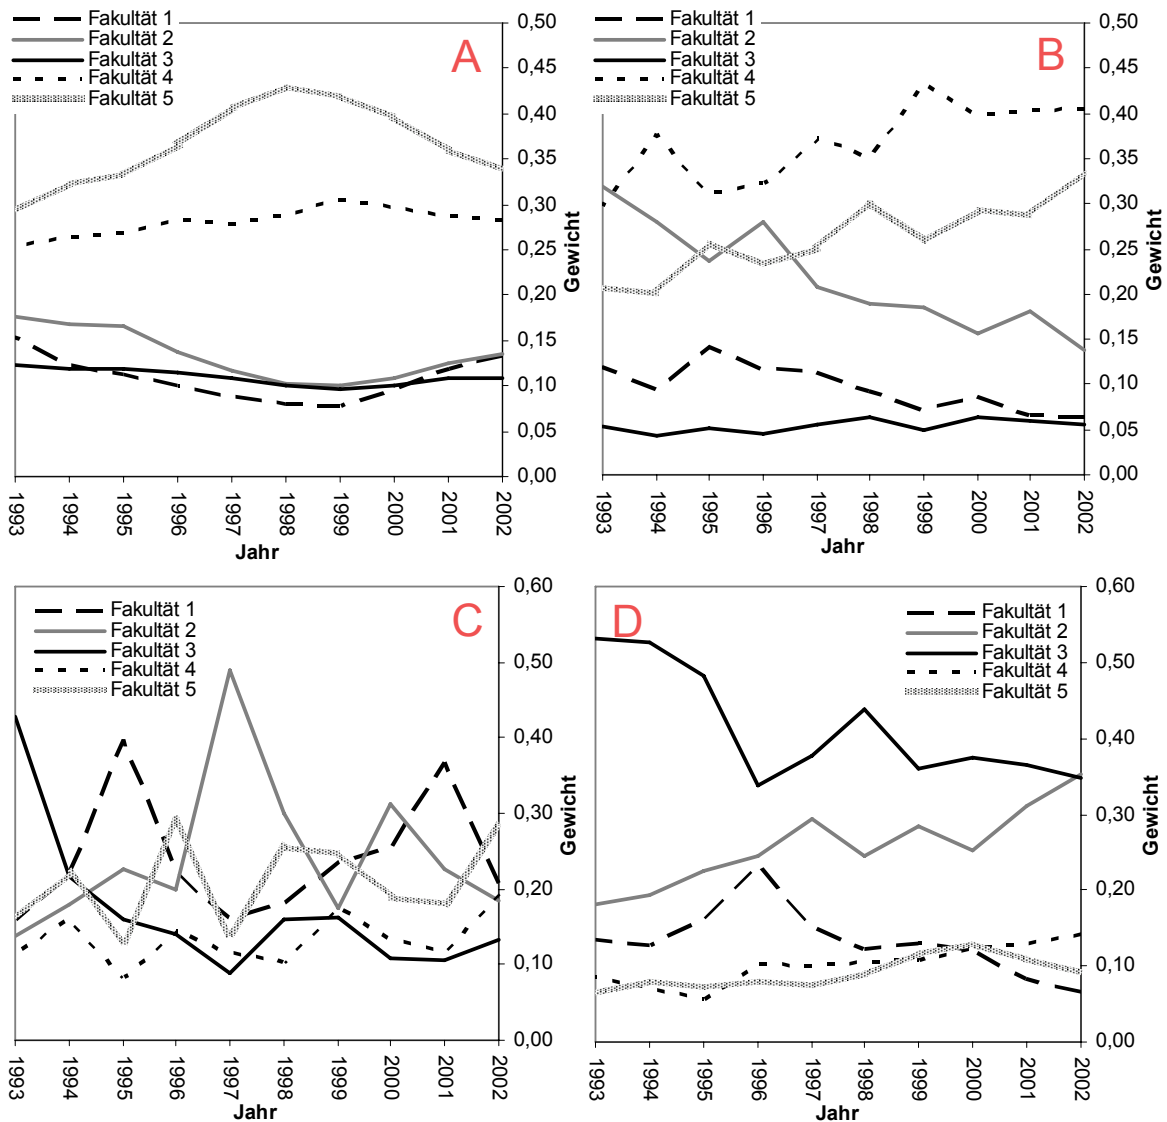 Fakultät 1
Fakultät 2
Fakultät 3
Fakultät 4
Fakultät 5
A
0,50
0,45
0,40
0,35
0,30
0,25
0,20
0,15
0,10
0,05
0,00
Gewicht
1993
1994
1995
1996
1997
1998
1999
2000
2001
2002
Jahr
Fakultät 1
Fakultät 2
Fakultät 3
Fakultät 4
Fakultät 5
B
0,50
0,45
0,40
0,35
0,30
0,25
0,20
0,15
0,10
0,05
0,00
Gewicht
1993
1994
1995
1996
1997
1998
1999
2000
2001
2002
Jahr
Fakultät 1
Fakultät 2
Fakultät 3
Fakultät 4
Fakultät 5
C
0,60
0,50
0,40
0,30
0,20
0,10
0,00
Gewicht
1993
1994
1995
1996
1997
1998
1999
2000
2001
2002
Jahr
D
Fakultät 1
Fakultät 2
Fakultät 3
Fakultät 4
Fakultät 5
0,60
0,50
0,40
0,30
0,20
0,10
0,00
Gewicht
1993
1994
1995
1996
1997
1998
1999
2000
2001
2002
Jahr